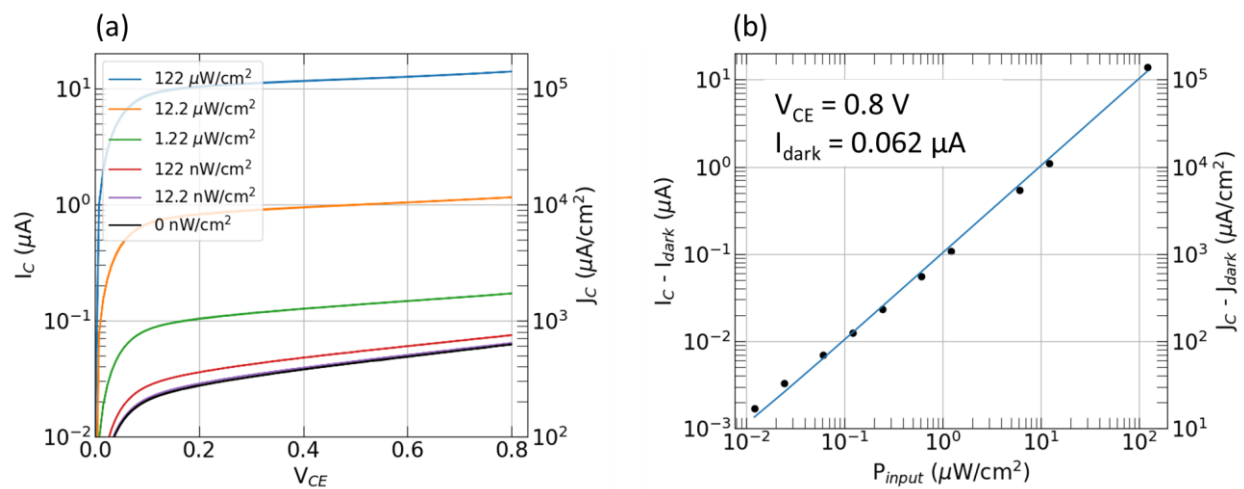 (a)
122 μW/cm²
12.2 μW/cm²
1.22 μW/cm²
122 nW/cm²
12.2 nW/cm²
0 nW/cm²
10¹
10⁰
10⁻¹
10⁻²
I_C (μA)
0.0 0.2 0.4 0.6 0.8
V_CE
10⁵
10⁴
10³
10²
J_C (μA/cm²)
(b)
V_CE = 0.8 V
I_dark = 0.062 μA
10¹
10⁰
10⁻¹
10⁻²
10⁻³
I_C - I_dark (μA)
10⁻² 10⁻¹ 10⁰ 10¹ 10²
P_input (μW/cm²)
10⁵
10⁴
10³
10²
10¹
J_C - J_dark (μA/cm²)